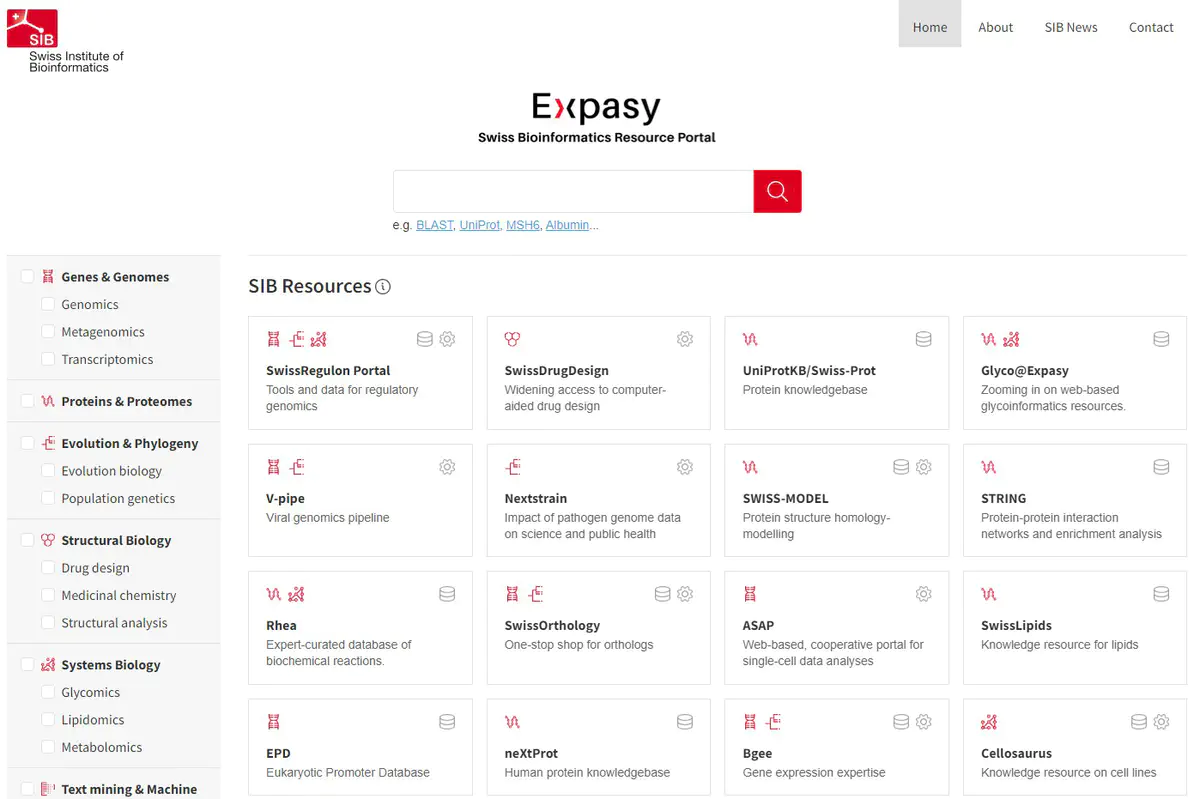 SIB
Swiss Institute of
Bioinformatics
Home
About
SIB News
Contact
Expasy
Swiss Bioinformatics Resource Portal
e.g. BLAST, UniProt, MSH6, Albumin...
Genes & Genomes
Genomics
Metagenomics
Transcriptomics
Proteins & Proteomes
Evolution & Phylogeny
Evolution biology
Population genetics
Structural Biology
Drug design
Medicinal chemistry
Structural analysis
Systems Biology
Glycomics
Lipidomics
Metabolomics
Text mining & Machine
SIB Resources
SwissRegulon Portal
Tools and data for regulatory
genomics
SwissDrugDesign
Widening access to computer-
aided drug design
UniProtKB/Swiss-Prot
Protein knowledgebase
Glyco@Expasy
Zooming in on web-based
glycoinformatics resources.
V-pipe
Viral genomics pipeline
Nextstrain
Impact of pathogen genome data
on science and public health
SWISS-MODEL
Protein structure homology-
modelling
STRING
Protein-protein interaction
networks and enrichment analysis
Rhea
Expert-curated database of
biochemical reactions.
SwissOrthology
One-stop shop for orthologs
ASAP
Web-based, cooperative portal for
single-cell data analyses
SwissLipids
Knowledge resource for lipids
EPD
Eukaryotic Promoter Database
neXtProt
Human protein knowledgebase
Bgee
Gene expression expertise
Cellosaurus
Knowledge resource on cell lines